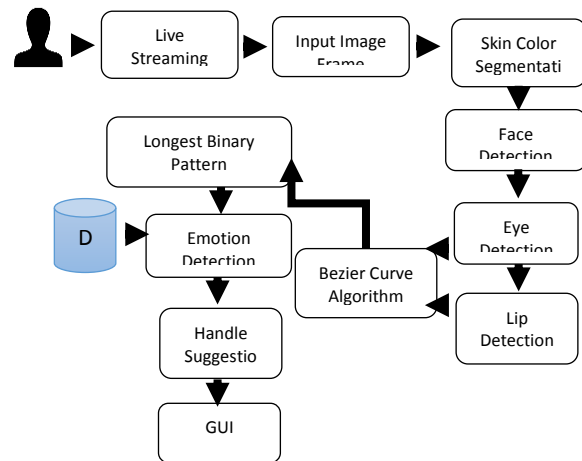 Live
Streaming
Input Image
Frame
Skin Color
Segmentati
Face
Detection
Eye
Detection
Lip
Detection
Bezier Curve
Algorithm
Longest Binary
Pattern
D
Emotion
Detection
Handle
Suggestio
GUI